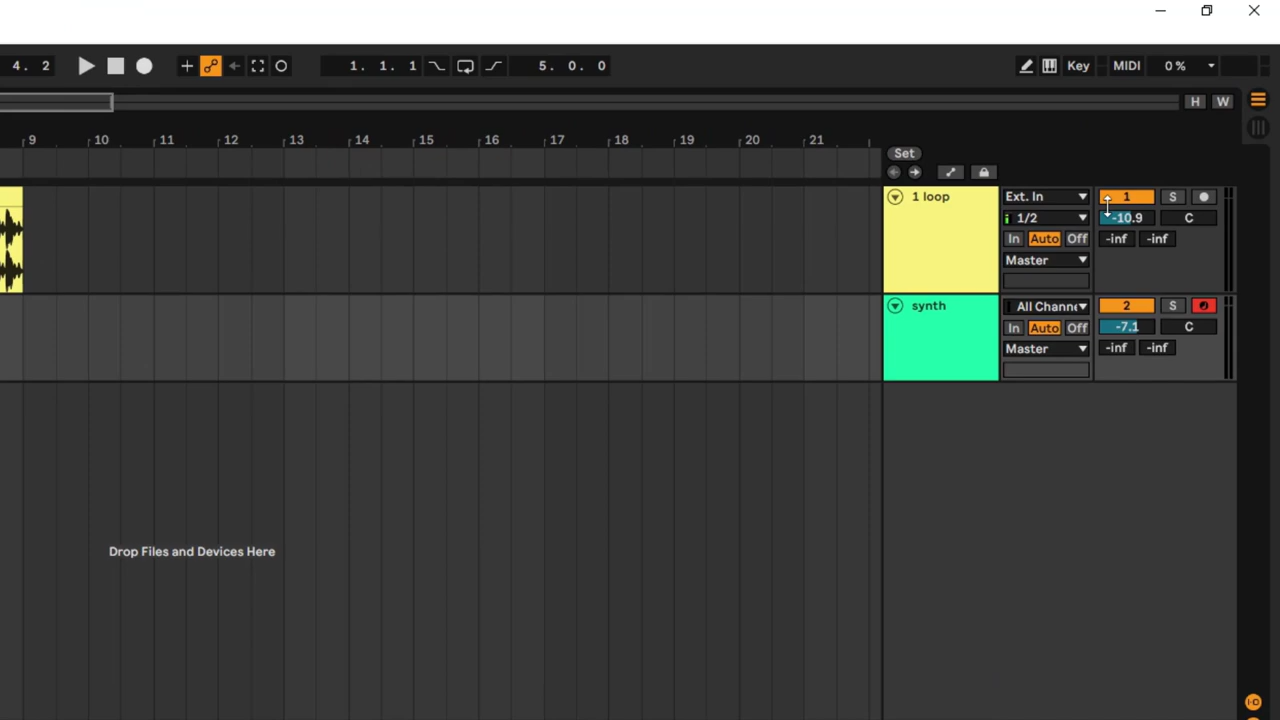 4. 2 1. 1. 1 5. 0. 0 Key MIDI 0 %
H W
9 10 11 12 13 14 15 16 17 18 19 20 21
Set
1 loop Ext. In 1 S
1/2 -10.9 C
In Auto Off -inf -inf
Master
synth All Channe 2 S
In Auto Off -7.1 C
Master -inf -inf
Drop Files and Devices Here
I·O